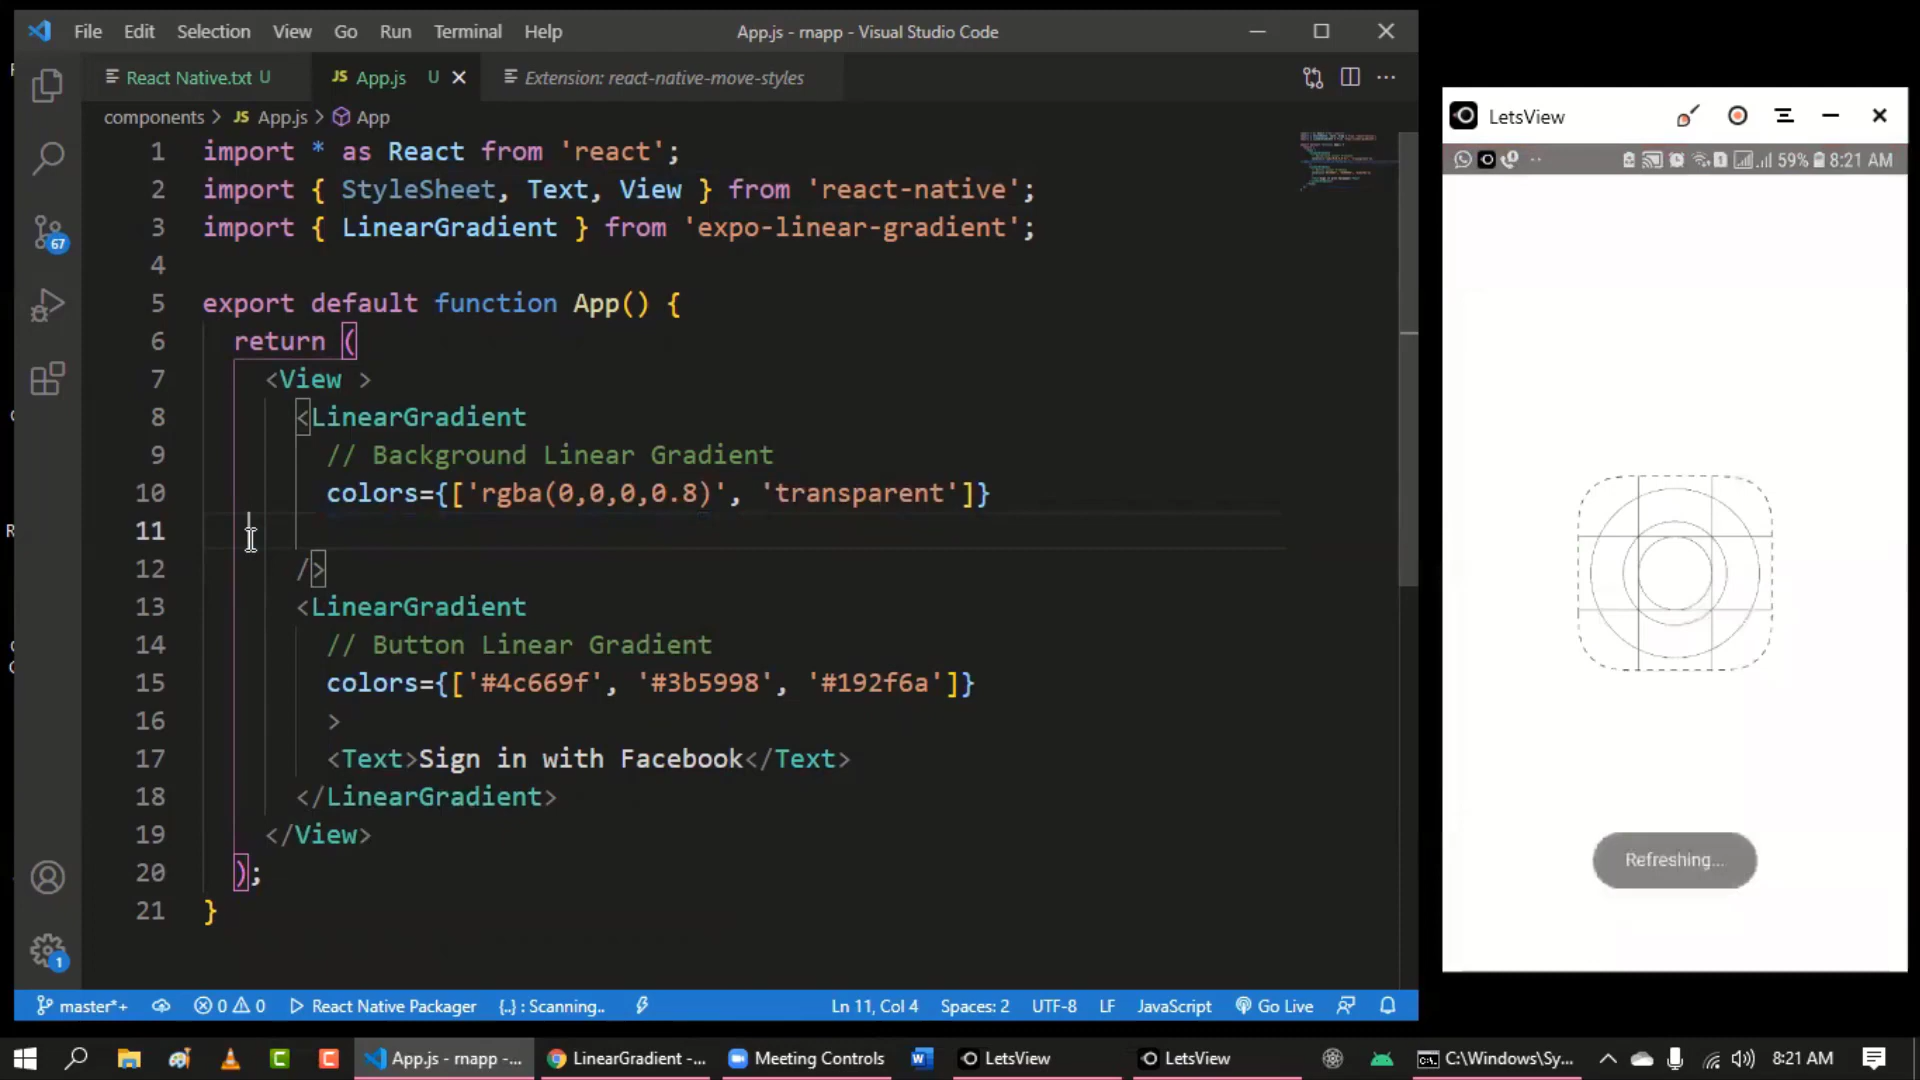 File Edit Selection View Go Run Terminal Help App.js - rnapp - Visual Studio Code
React Native.txt U JS App.js U Extension: react-native-move-styles
components > JS App.js > App
1 import * as React from 'react';
2 import { StyleSheet, Text, View } from 'react-native';
3 import { LinearGradient } from 'expo-linear-gradient';
4
5 export default function App() {
6 return (
7 <View >
8 <LinearGradient
9 // Background Linear Gradient
10 colors={['rgba(0,0,0,0.8)', 'transparent']}
11
12 />
13 <LinearGradient
14 // Button Linear Gradient
15 colors={['#4c669f', '#3b5998', '#192f6a']}
16 >
17 <Text>Sign in with Facebook</Text>
18 </LinearGradient>
19 </View>
20 );
21 }
67
1
master*+ 0 0 React Native Packager {..} : Scanning.. Ln 11, Col 4 Spaces: 2 UTF-8 LF JavaScript Go Live
LetsView
59% 8:21 AM
Refreshing...
App.js - rnapp -... LinearGradient -... Meeting Controls LetsView LetsView C:\Windows\Sy... 8:21 AM